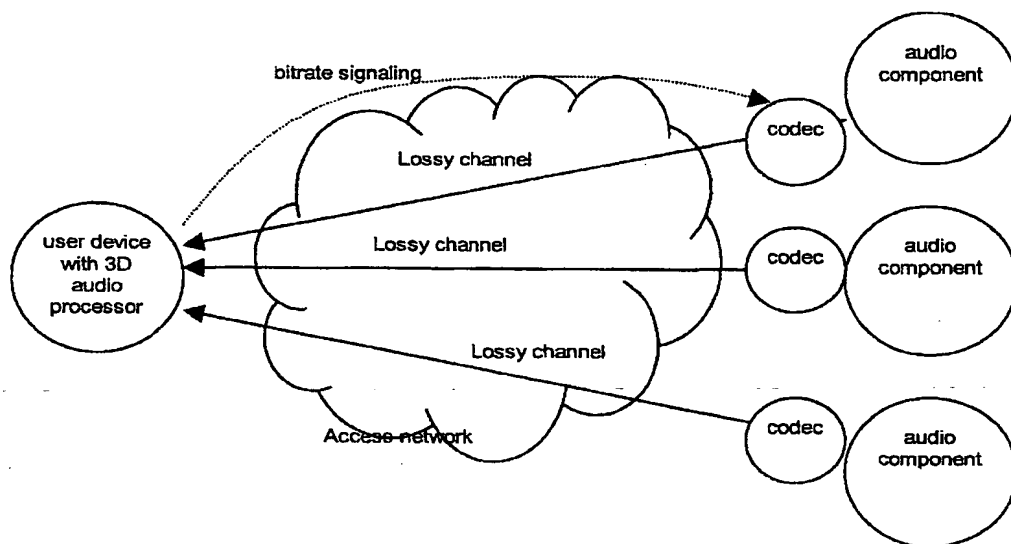 bitrate signaling
audio
component
codec
Lossy channel
user device
with 3D
audio
processor
Lossy channel
codec
audio
component
Lossy channel
codec
audio
component
Access network